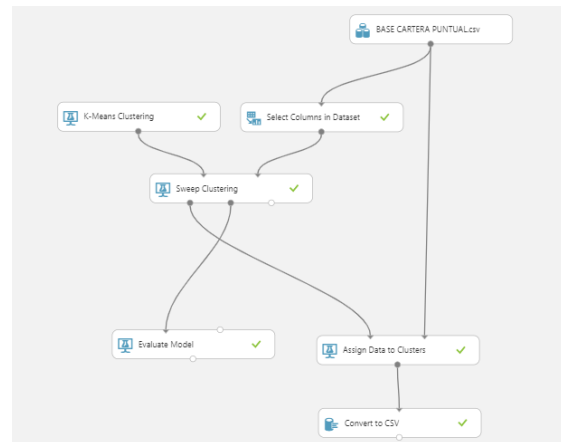 BASE CARTERA PUNTUAL.csv
K-Means Clustering
Select Columns in Dataset
Sweep Clustering
Evaluate Model
Assign Data to Clusters
Convert to CSV